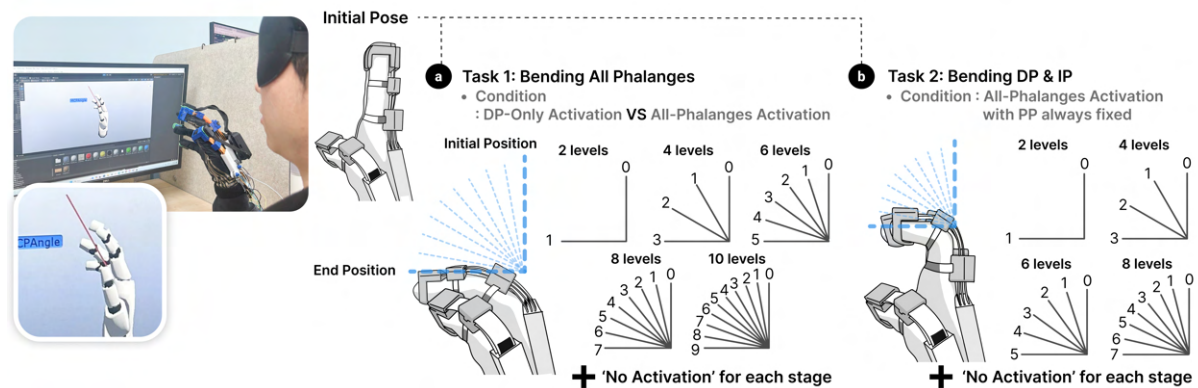 Initial Pose
CPAngle
a Task 1: Bending All Phalanges
• Condition
: DP-Only Activation VS All-Phalanges Activation
Initial Position
End Position
2 levels
0
1
4 levels
0
1
2
3
6 levels
0
1
2
3
4
5
8 levels
0
1
2
3
4
5
6
7
10 levels
0
1
2
3
4
5
6
7
8
9
+ 'No Activation' for each stage
b Task 2: Bending DP & IP
• Condition : All-Phalanges Activation
with PP always fixed
2 levels
0
1
4 levels
0
1
2
3
6 levels
0
1
2
3
4
5
8 levels
0
1
2
3
4
5
6
7
+ 'No Activation' for each stage